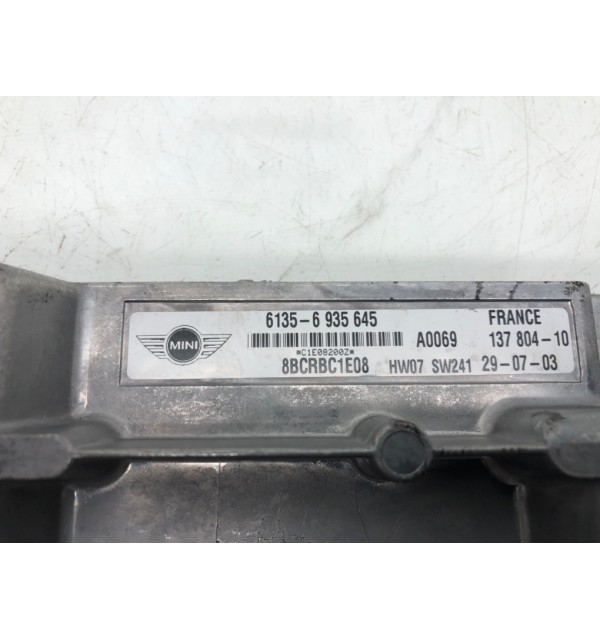 MINI
6135-6 935 645
*C1E08200Z*
8BCRBC1E08
A0069
HW07 SW241
FRANCE
137 804-10
29-07-03